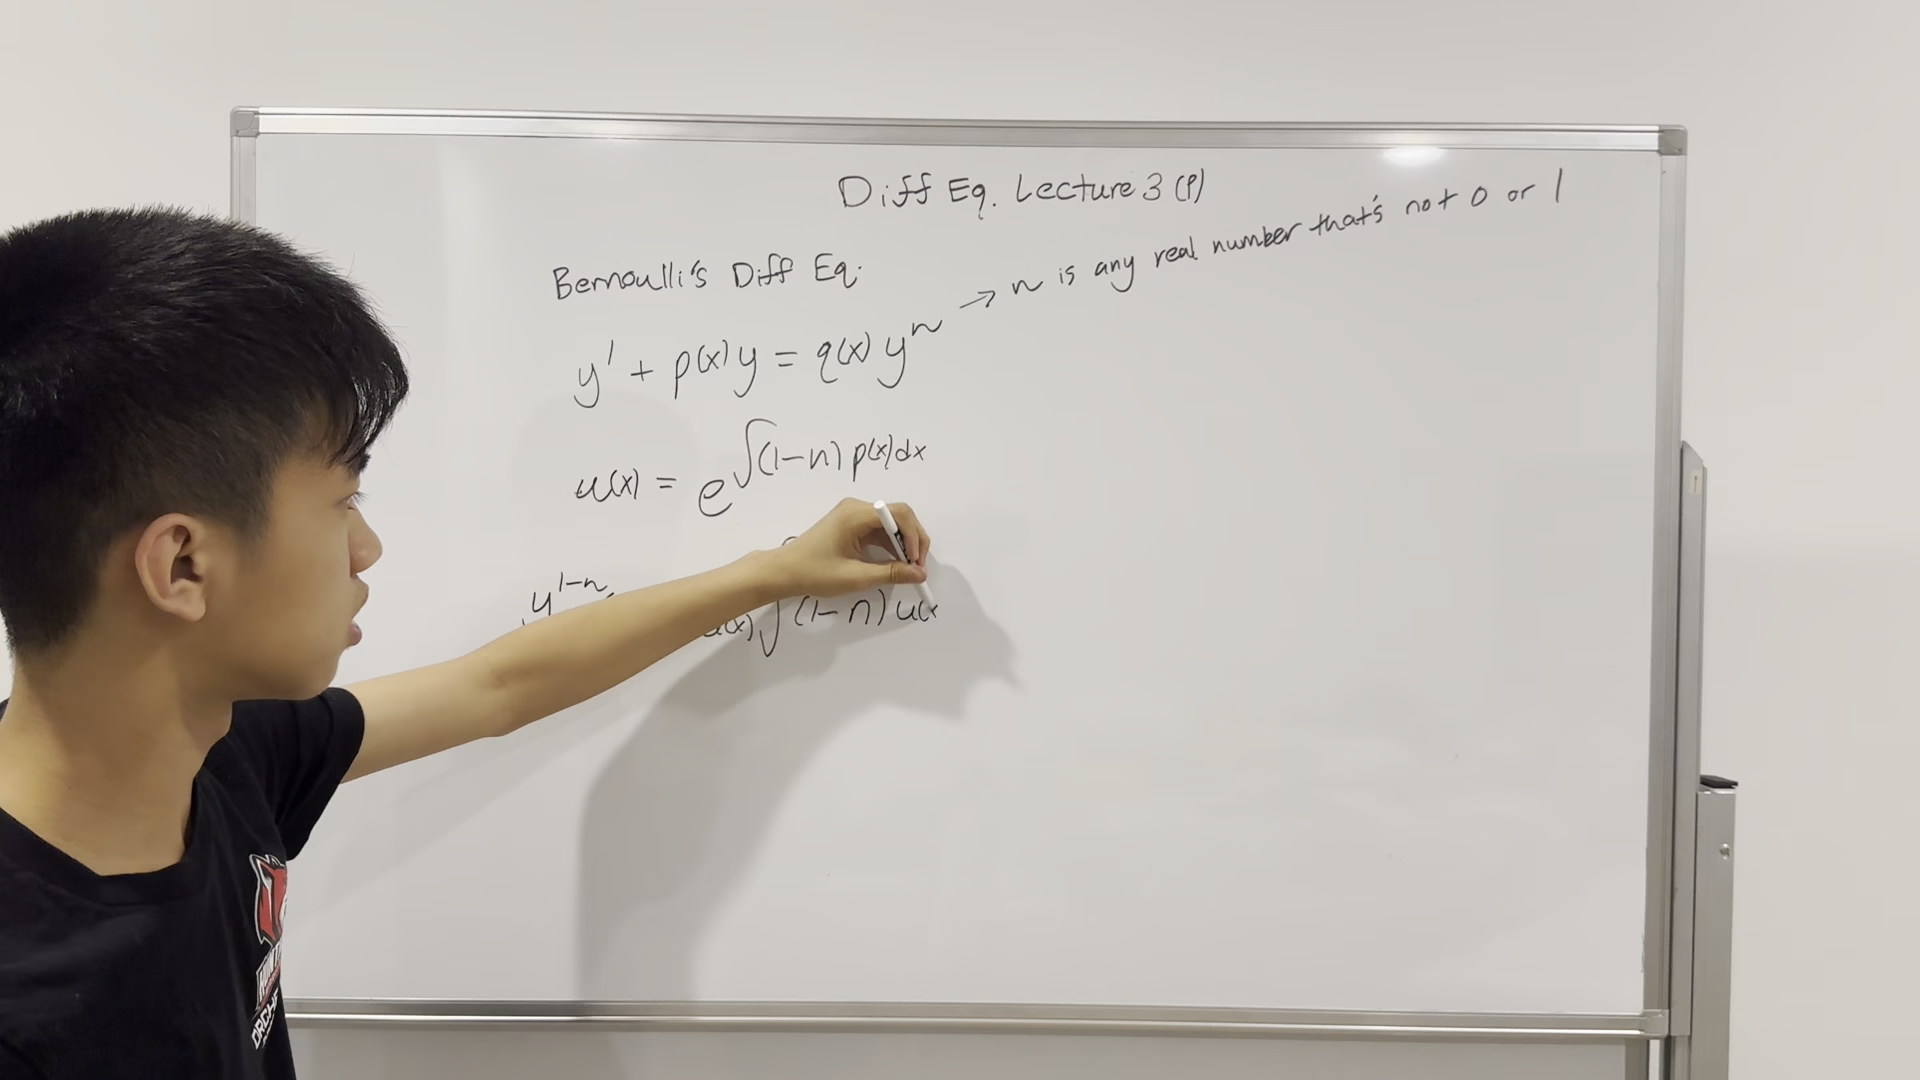 Diff Eq. Lecture 3 (P)
Bernoulli's Diff Eq.
→ n is any real number that's not 0 or 1
y' + p(x)y = q(x)y^n
u(x) = e^∫(1-n)p(x)dx
y^1-n (x) ∫(1-n)u(x